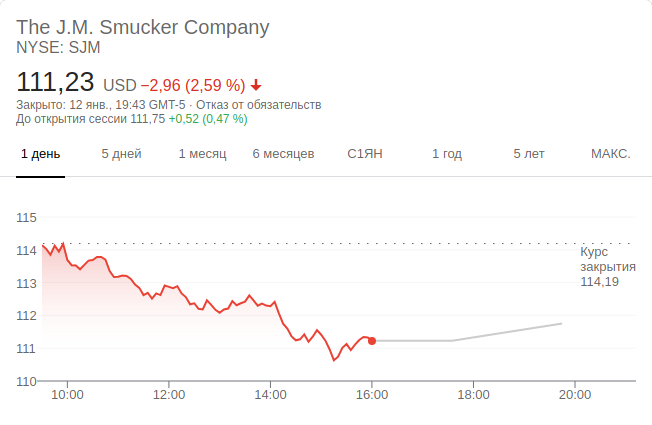 The J.M. Smucker Company
NYSE: SJM
111,23 USD −2,96 (2,59 %)
Закрыто: 12 янв., 19:43 GMT-5 · Отказ от обязательств
До открытия сессии 111,75 +0,52 (0,47 %)
1 день 5 дней 1 месяц 6 месяцев С1ЯН 1 год 5 лет МАКС.
115
114
113
112
111
110
Курс
закрытия
114,19
10:00 12:00 14:00 16:00 18:00 20:00